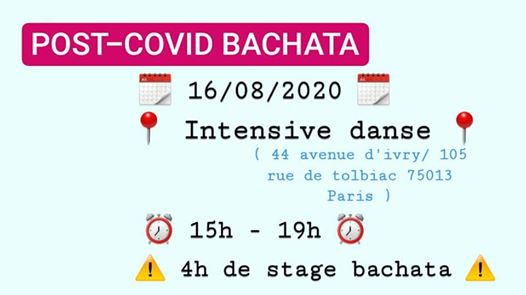 POST-COVID BACHATA
16/08/2020
Intensive danse
( 44 avenue d'ivry/ 105
rue de tolbiac 75013
Paris )
15h - 19h
4h de stage bachata